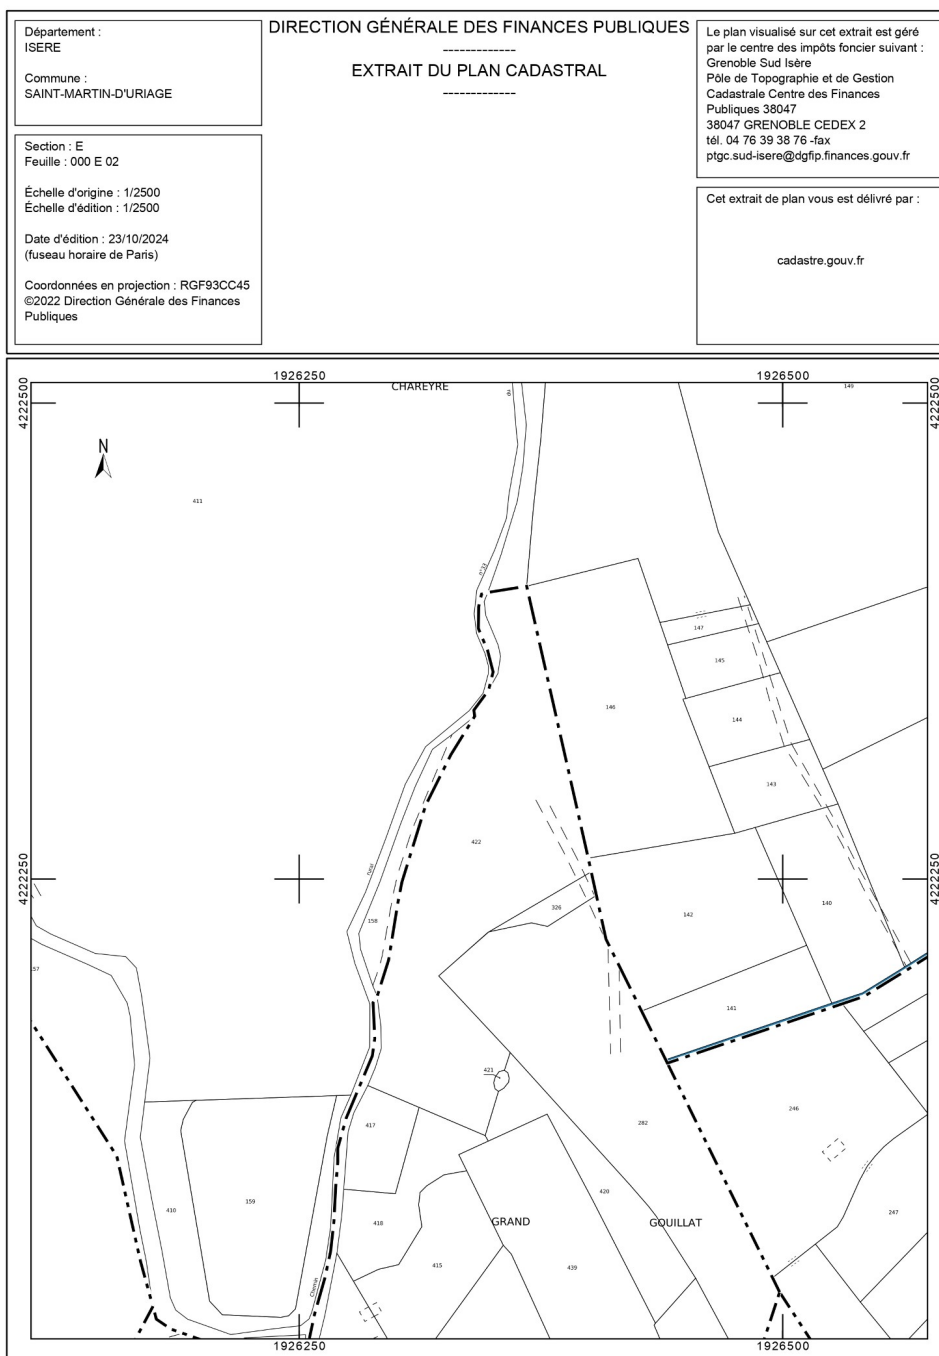 Département :
ISERE
Commune :
SAINT-MARTIN-D'URIAGE
Section : E
Feuille : 000 E 02
Échelle d'origine : 1/2500
Échelle d'édition : 1/2500
Date d'édition : 23/10/2024
(fuseau horaire de Paris)
Coordonnées en projection : RGF93CC45
©2022 Direction Générale des Finances
Publiques
DIRECTION GÉNÉRALE DES FINANCES PUBLIQUES
-------------
EXTRAIT DU PLAN CADASTRAL
-------------
Le plan visualisé sur cet extrait est géré
par le centre des impôts foncier suivant :
Grenoble Sud Isère
Pôle de Topographie et de Gestion
Cadastrale Centre des Finances
Publiques 38047
38047 GRENOBLE CEDEX 2
tél. 04 76 39 38 76 -fax
ptgc.sud-isere@dgfip.finances.gouv.fr
Cet extrait de plan vous est délivré par :
cadastre.gouv.fr
1926250
1926500
4222500
4222500
CHAREYRE
149
du
N
411
n°33
147
145
146
144
143
422
4222250
4222250
rural
326
158
142
140
157
141
421
417
282
246
410
159
418
420
GRAND
GOUILLAT
247
415
439
Chemin
1926250
1926500